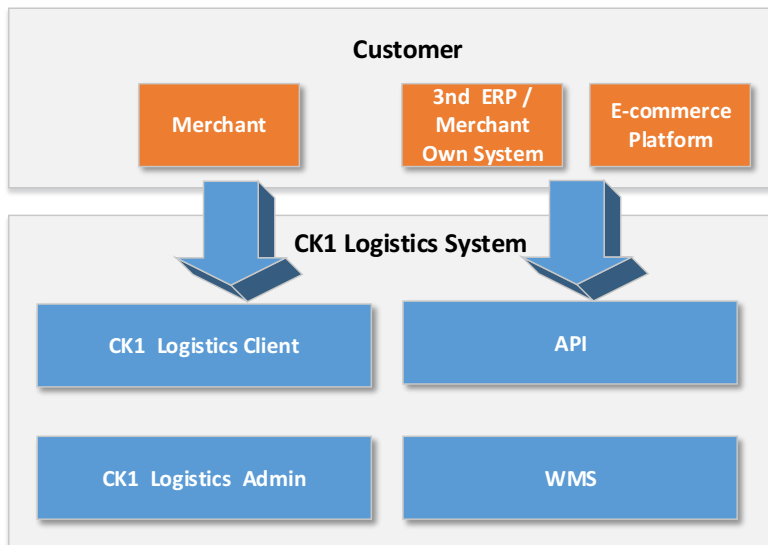 Customer
Merchant
3nd ERP /
Merchant
Own System
E-commerce
Platform
CK1 Logistics System
CK1 Logistics Client
API
CK1 Logistics Admin
WMS